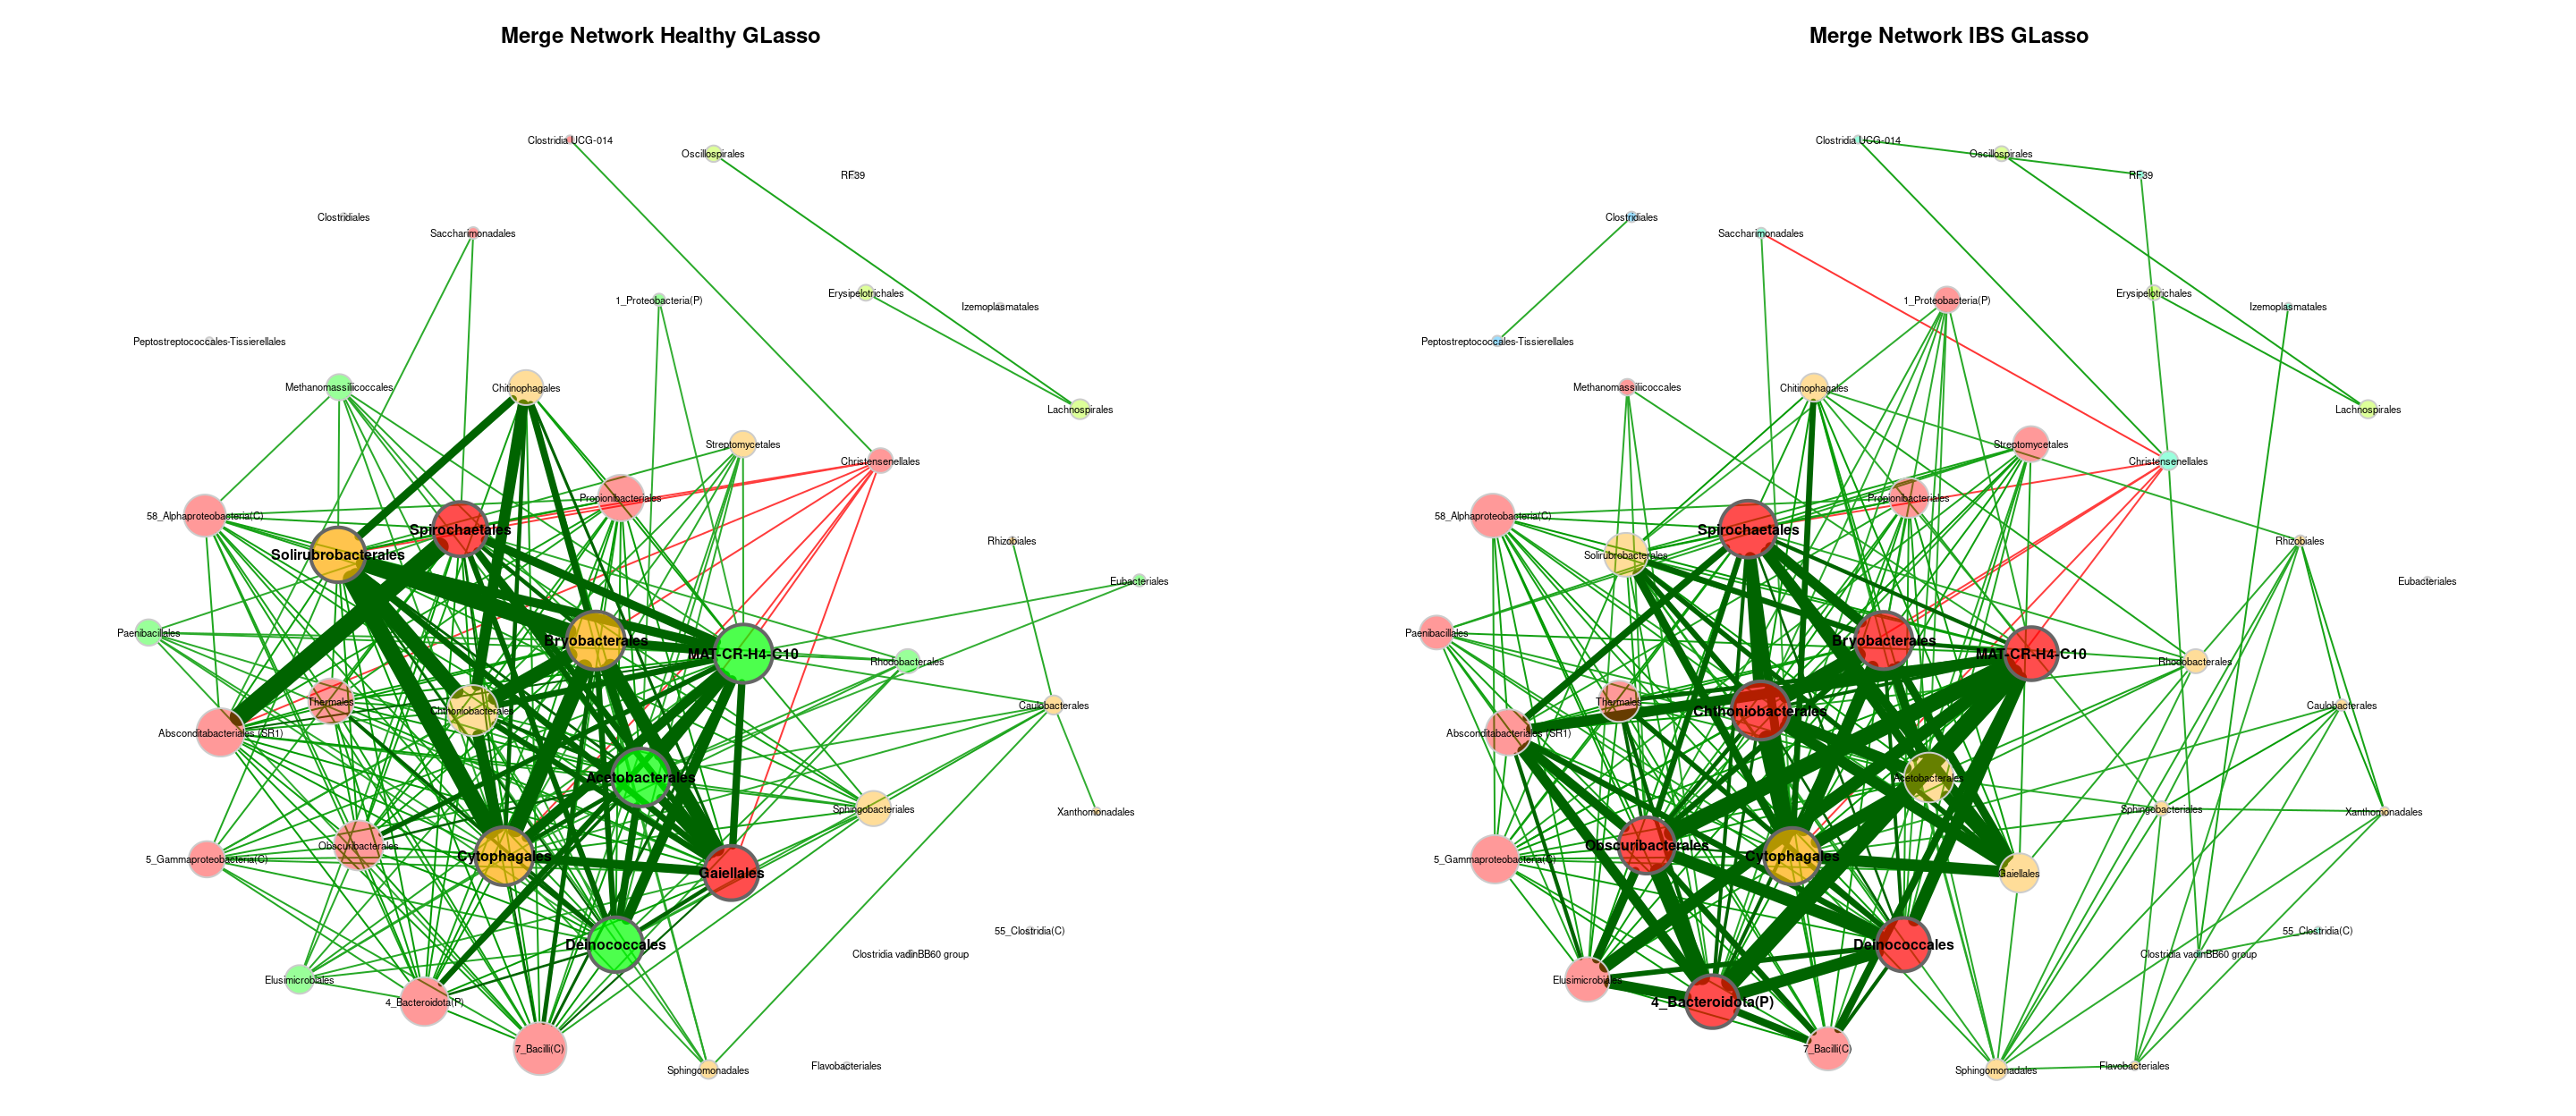 Merge Network Healthy GLasso
Clostridia UCG-014
Oscillospirales
RF39
Clostridiales
Saccharimonadales
1_Proteobacteria(P)
Erysipelotrichales
Izemoplasmatales
Peptostreptococcales-Tissierellales
Methanomassiliicoccales
Chitinophagales
Lachnospirales
Streptomycetales
Christensenellales
Propionibacteriales
58_Alphaproteobacteria(C)
Spirochaetales
Rhizobiales
Solirubrobacterales
Eubacteriales
Paenibacillales
Bryobacterales
MAT-CR-H4-C10
Rhodobacterales
Thermales
Caulobacterales
Chthoniobacterales
Absconditabacteriales (SR1)
Acetobacterales
Sphingobacteriales
Xanthomonadales
Obscuribacterales
Cytophagales
5_Gammaproteobacteria(C)
Gaiellales
55_Clostridia(C)
Deinococcales
Clostridia vadinBB60 group
Elusimicrobiales
4_Bacteroidota(P)
7_Bacilli(C)
Flavobacteriales
Sphingomonadales
Merge Network IBS GLasso
Clostridia UCG-014
Oscillospirales
RF39
Clostridiales
Saccharimonadales
1_Proteobacteria(P)
Erysipelotrichales
Izemoplasmatales
Peptostreptococcales-Tissierellales
Methanomassiliicoccales
Chitinophagales
Lachnospirales
Streptomycetales
Christensenellales
Propionibacteriales
58_Alphaproteobacteria(C)
Spirochaetales
Rhizobiales
Solirubrobacterales
Eubacteriales
Paenibacillales
Bryobacterales
MAT-CR-H4-C10
Rhodobacterales
Thermales
Caulobacterales
Chthoniobacterales
Absconditabacteriales (SR1)
Acetobacterales
Sphingobacteriales
Xanthomonadales
Obscuribacterales
Cytophagales
5_Gammaproteobacteria(C)
Gaiellales
55_Clostridia(C)
Deinococcales
Clostridia vadinBB60 group
Elusimicrobiales
4_Bacteroidota(P)
7_Bacilli(C)
Flavobacteriales
Sphingomonadales